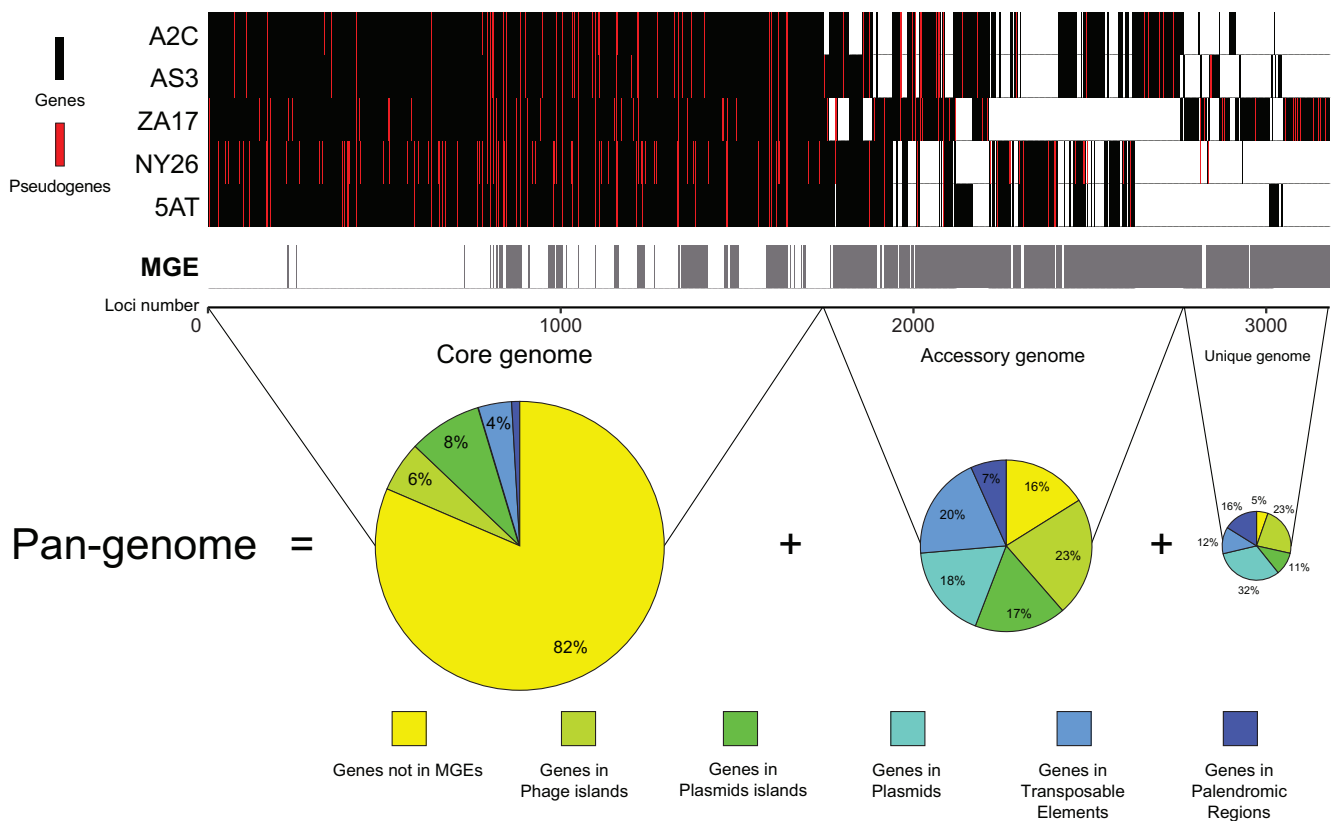 A2C
AS3
ZA17
NY26
5AT
Genes
Pseudogenes
MGE
Loci number
0
1000
2000
3000
Core genome
Accessory genome
Unique genome
4%
8%
6%
82%
7%
16%
20%
23%
18%
17%
16%
5%
23%
12%
11%
32%
Pan-genome = + +
Genes not in MGEs
Genes in
Phage islands
Genes in
Plasmids islands
Genes in
Plasmids
Genes in
Transposable
Elements
Genes in
Palendromic
Regions